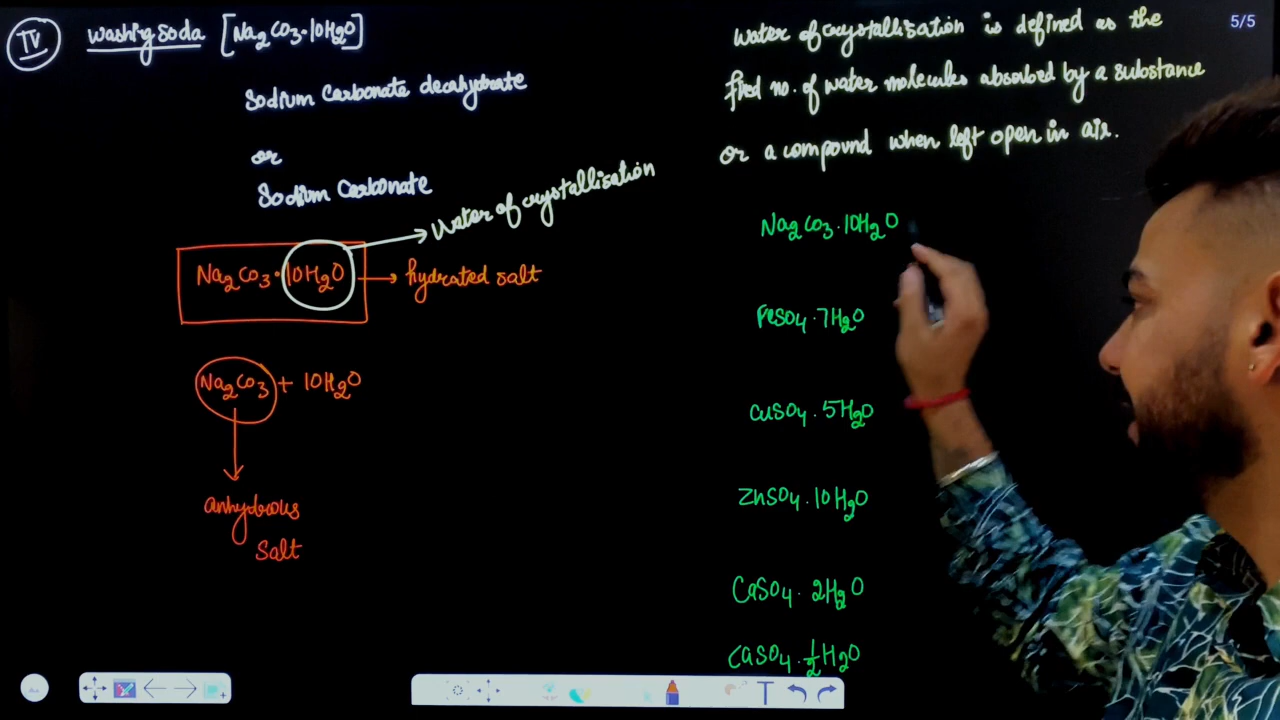 IV Washing Soda [Na₂CO₃·10H₂O]
Sodium Carbonate decahydrate
or
Sodium Carbonate
Water of crystallisation
Na₂CO₃·10H₂O → hydrated salt
Na₂CO₃ + 10H₂O
anhydrous
Salt
Water of crystallisation is defined as the
fixed no. of water molecules absorbed by a substance
or a compound when left open in air.
Na₂CO₃·10H₂O
FeSO₄·7H₂O
CuSO₄·5H₂O
ZnSO₄·10H₂O
CaSO₄·2H₂O
CaSO₄·½H₂O
5/5
T